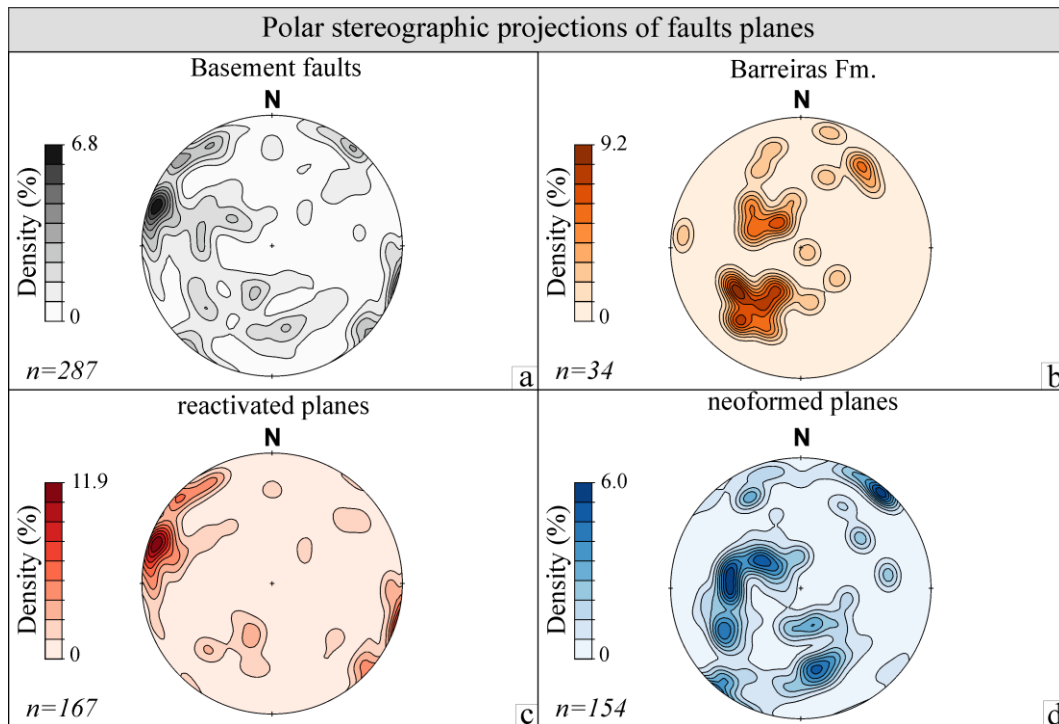 Polar stereographic projections of faults planes
Basement faults
N
6.8
Density (%)
0
n=287
a
Barreiras Fm.
N
9.2
Density (%)
0
n=34
b
reactivated planes
N
11.9
Density (%)
0
n=167
c
neoformed planes
N
6.0
Density (%)
0
n=154
d